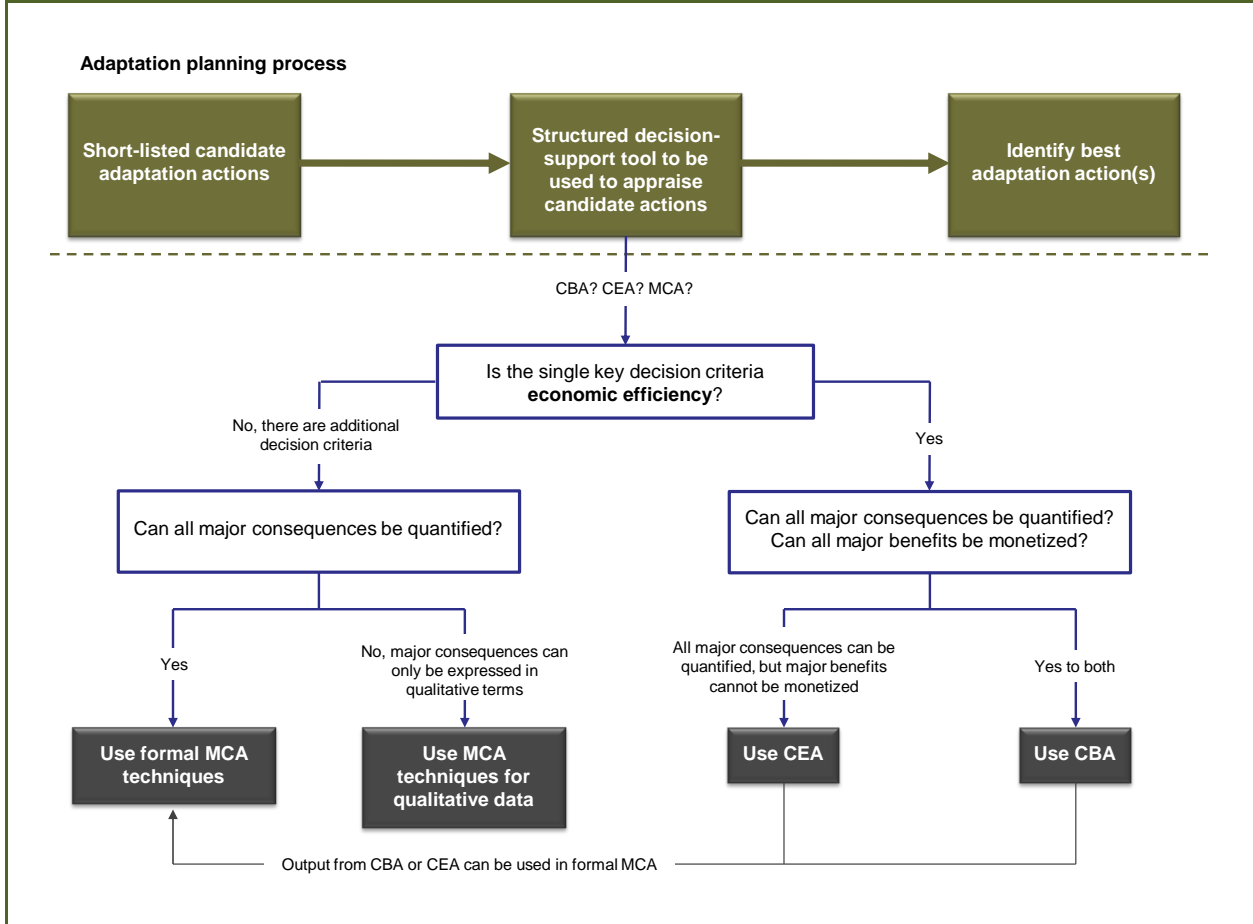 Adaptation planning process
Short-listed candidate
adaptation actions
Structured decision-
support tool to be
used to appraise
candidate actions
Identify best
adaptation action(s)
CBA? CEA? MCA?
Is the single key decision criteria
economic efficiency?
No, there are additional
decision criteria
Yes
Can all major consequences be quantified?
Can all major consequences be quantified?
Can all major benefits be monetized?
Yes
No, major consequences can
only be expressed in
qualitative terms
All major consequences can be
quantified, but major benefits
cannot be monetized
Yes to both
Use formal MCA
techniques
Use MCA
techniques for
qualitative data
Use CEA
Use CBA
Output from CBA or CEA can be used in formal MCA